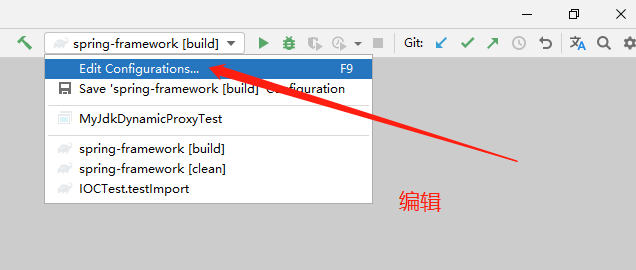 spring-framework [build]
Git:
Edit Configurations...
F9
Save 'spring-framework [build]' Configuration
MyJdkDynamicProxyTest
spring-framework [build]
spring-framework [clean]
IOCTest.testImport
编辑